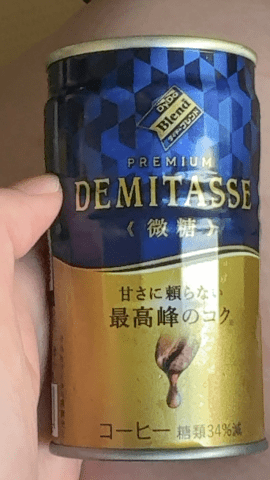 DyDo
Blend
ダイドーブレンド
PREMIUM
DEMITASSE
《微糖》
甘さに頼らない
最高峰のコク。
コーヒー 糖類34%減